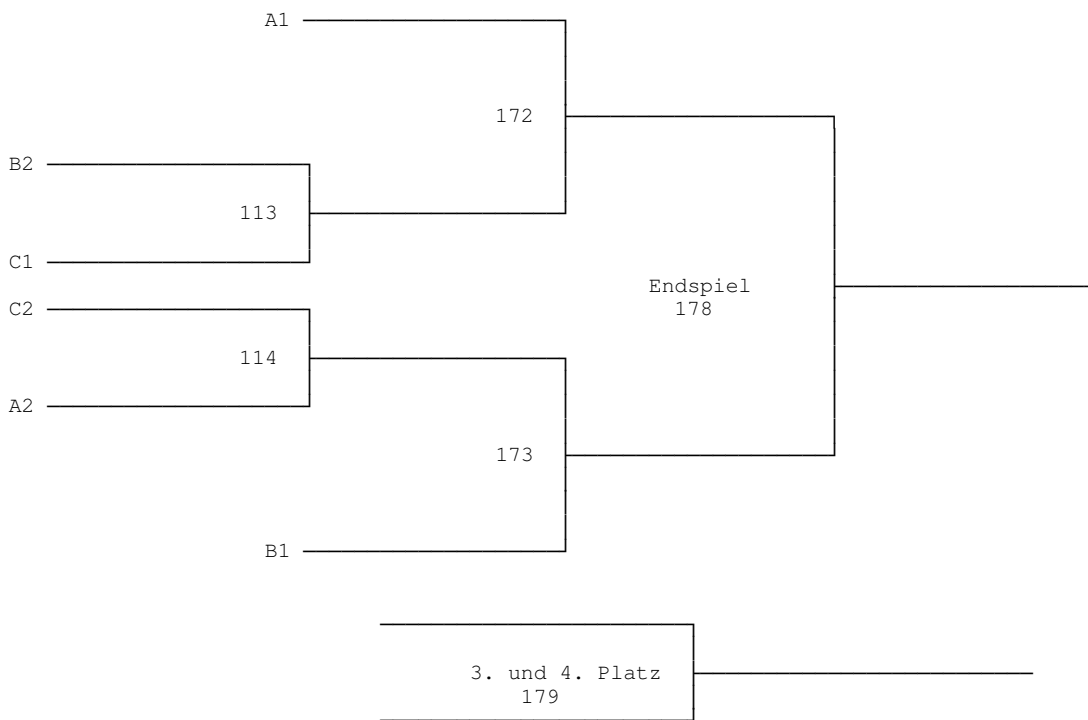 A1
172
B2
113
C1
Endspiel
C2
178
114
A2
173
B1
3. und 4. Platz
179